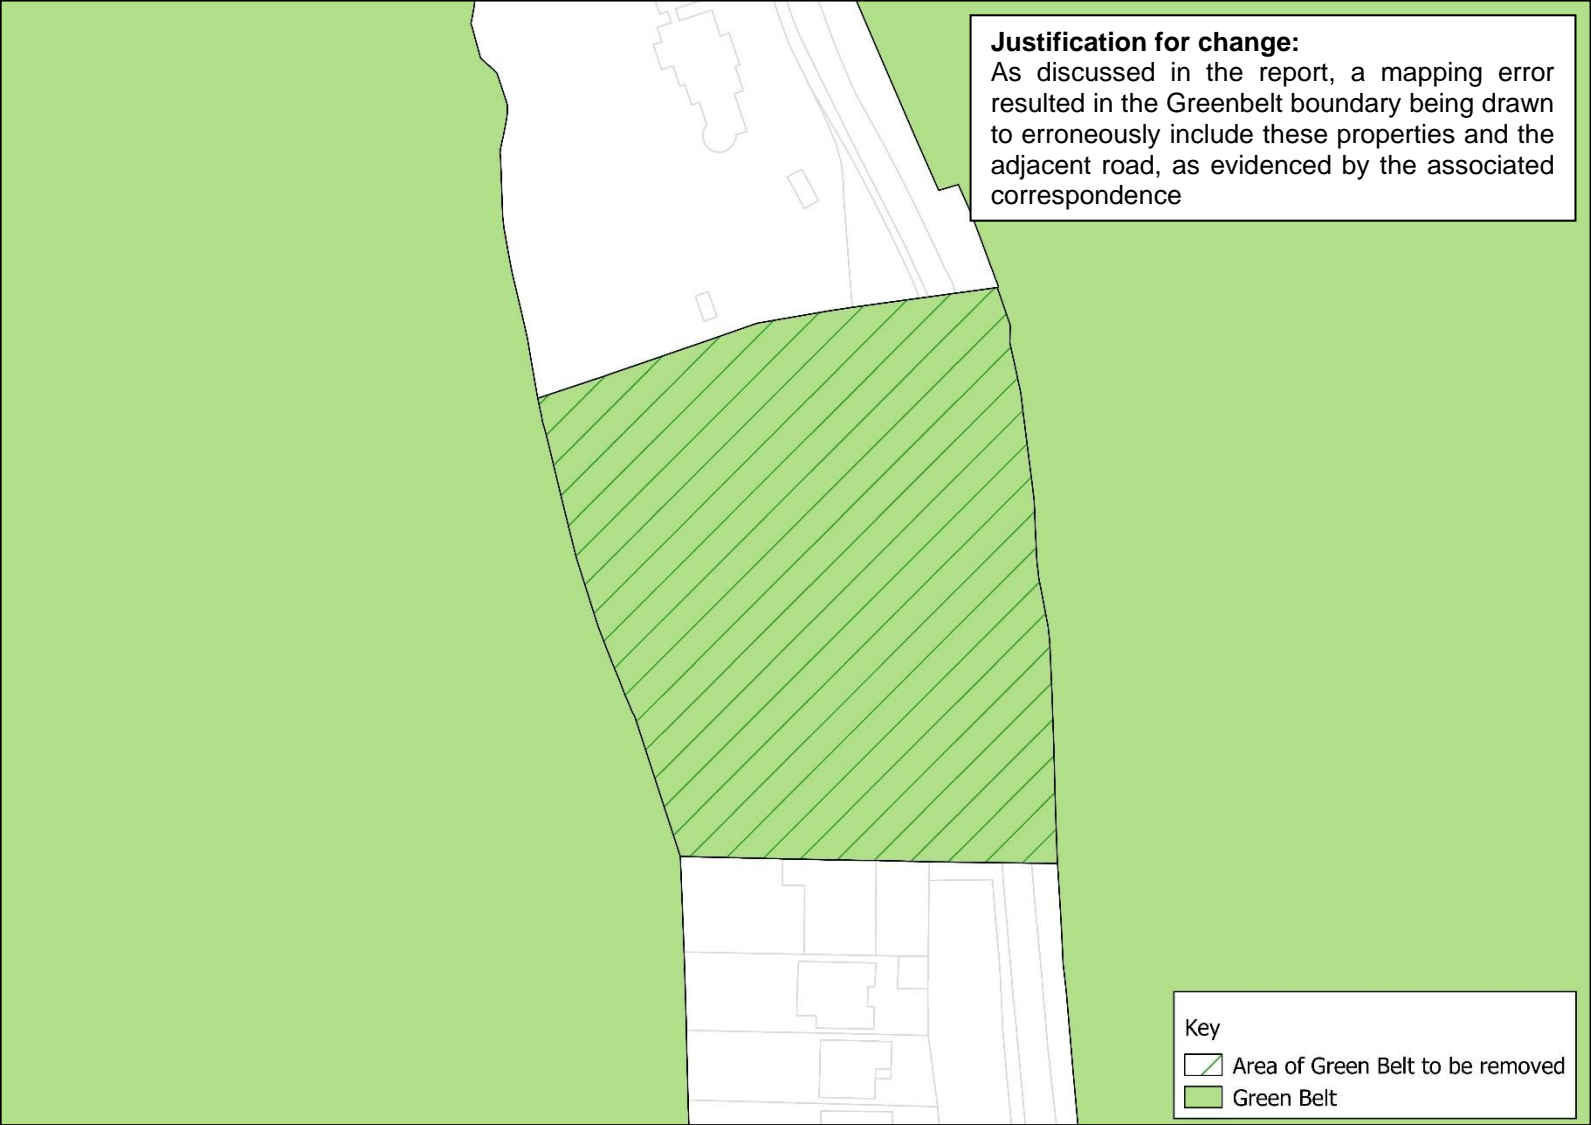 Justification for change:
As discussed in the report, a mapping error
resulted in the Greenbelt boundary being drawn
to erroneously include these properties and the
adjacent road, as evidenced by the associated
correspondence
Key
Area of Green Belt to be removed
Green Belt